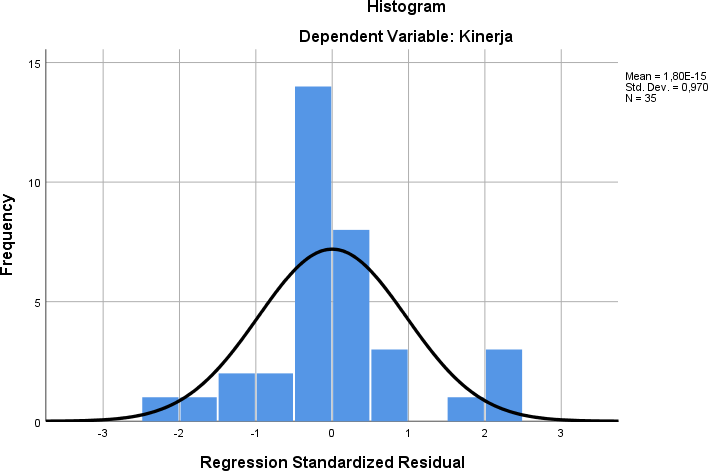 Histogram
Dependent Variable: Kinerja
Mean = 1,80E-15
Std. Dev. = 0,970
N = 35
15
10
5
0
Frequency
-3
-2
-1
0
1
2
3
Regression Standardized Residual